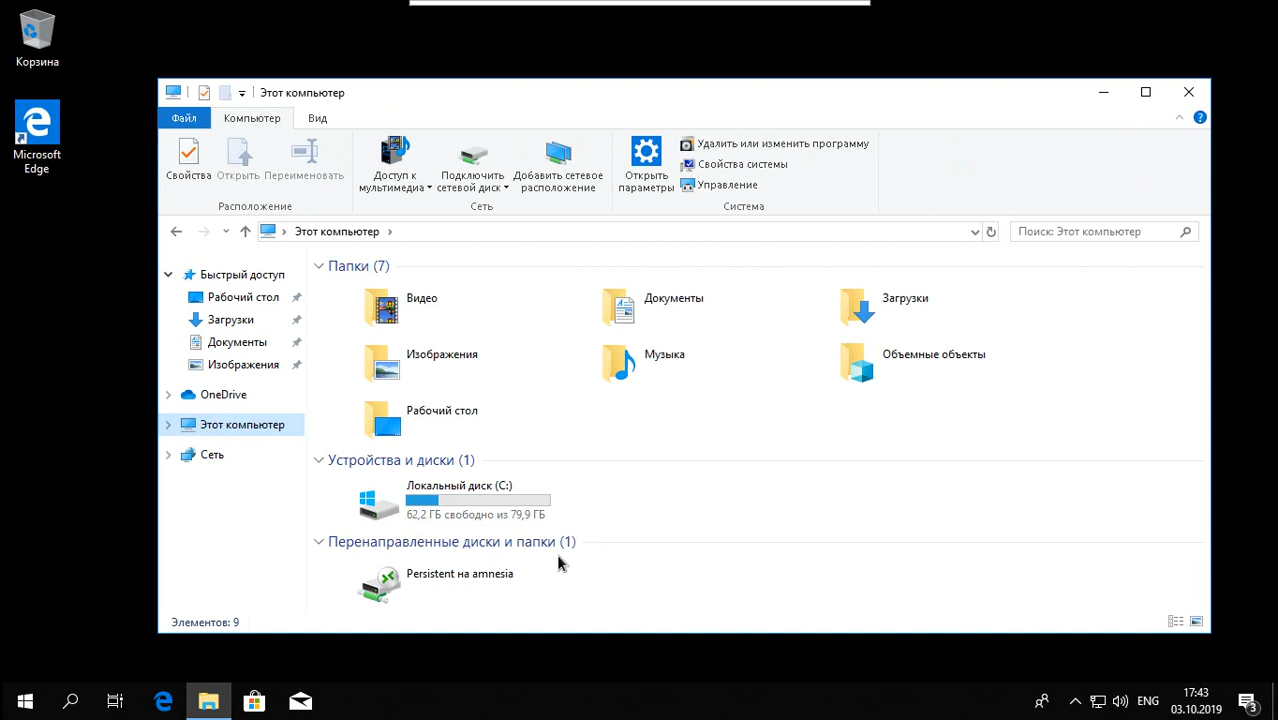 Корзина
Microsoft
Edge
Этот компьютер
Файл
Компьютер
Вид
Свойства
Открыть
Переименовать
Расположение
Доступ к
мультимедиа
Подключить
сетевой диск
Добавить сетевое
расположение
Сеть
Открыть
параметры
Удалить или изменить программу
Свойства системы
Управление
Система
Этот компьютер
Поиск: Этот компьютер
Быстрый доступ
Рабочий стол
Загрузки
Документы
Изображения
OneDrive
Этот компьютер
Сеть
Папки (7)
Видео
Документы
Загрузки
Изображения
Музыка
Объемные объекты
Рабочий стол
Устройства и диски (1)
Локальный диск (C:)
62,2 ГБ свободно из 79,9 ГБ
Перенаправленные диски и папки (1)
Persistent на amnesia
Элементов: 9
ENG
17:43
03.10.2019
3